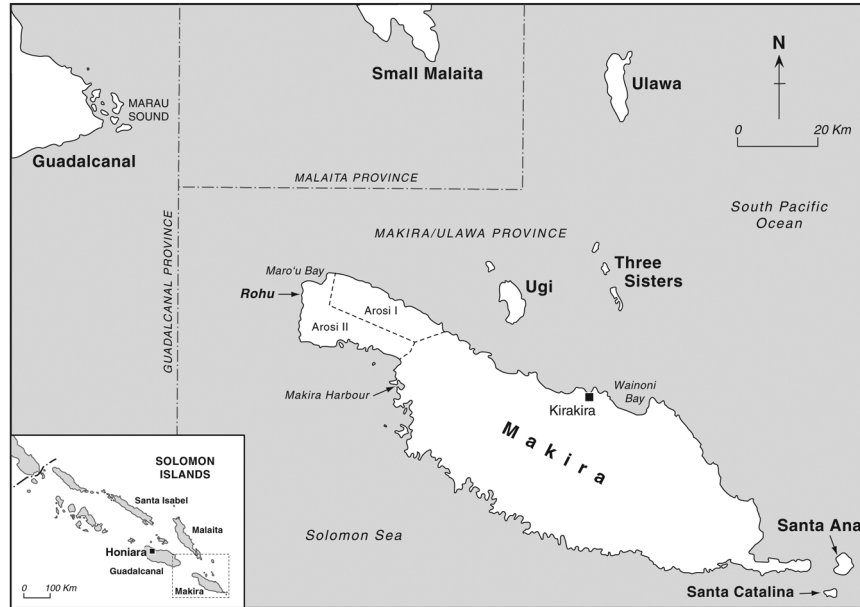 Small Malaita
Ulawa
N
0 20 Km
MARAU
SOUND
Guadalcanal
MALAITA PROVINCE
South Pacific
Ocean
GUADALCANAL PROVINCE
MAKIRA/ULAWA PROVINCE
Maro'u Bay
Rohu
Arosi I
Arosi II
Ugi
Three
Sisters
Makira Harbour
Kirakira
Wainoni
Bay
Makira
Solomon Sea
Santa Ana
Santa Catalina
SOLOMON
ISLANDS
Santa Isabel
Malaita
Honiara
Guadalcanal
Makira
0 100 Km